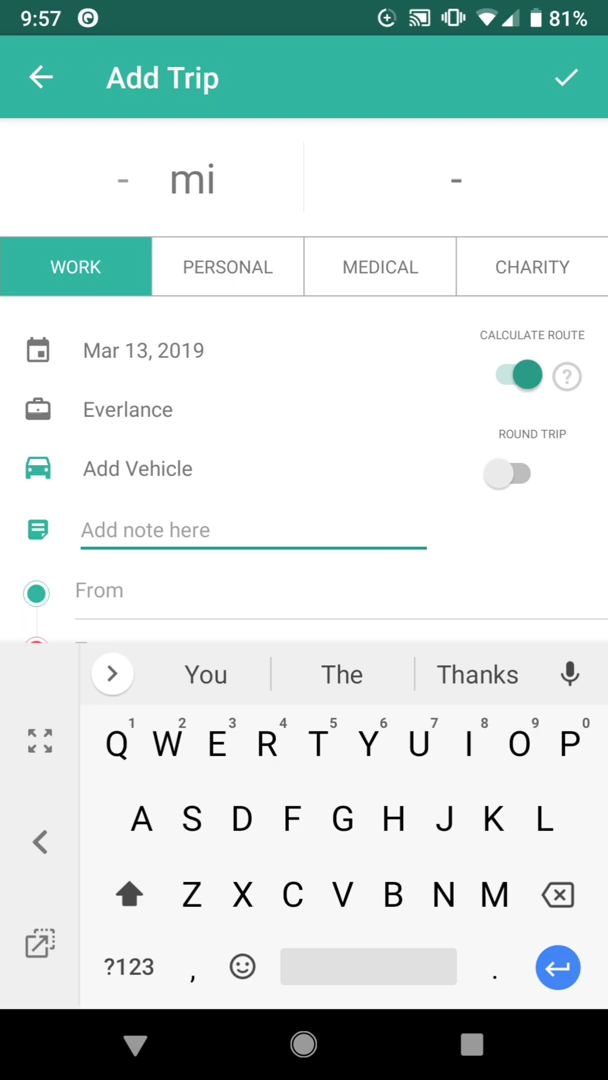 9:57 81%
Add Trip
- mi -
WORK PERSONAL MEDICAL CHARITY
CALCULATE ROUTE
Mar 13, 2019
?
Everlance
ROUND TRIP
Add Vehicle
Add note here
From
You The Thanks
1 2 3 4 5 6 7 8 9 0
Q W E R T Y U I O P
A S D F G H J K L
Z X C V B N M
?123 , .